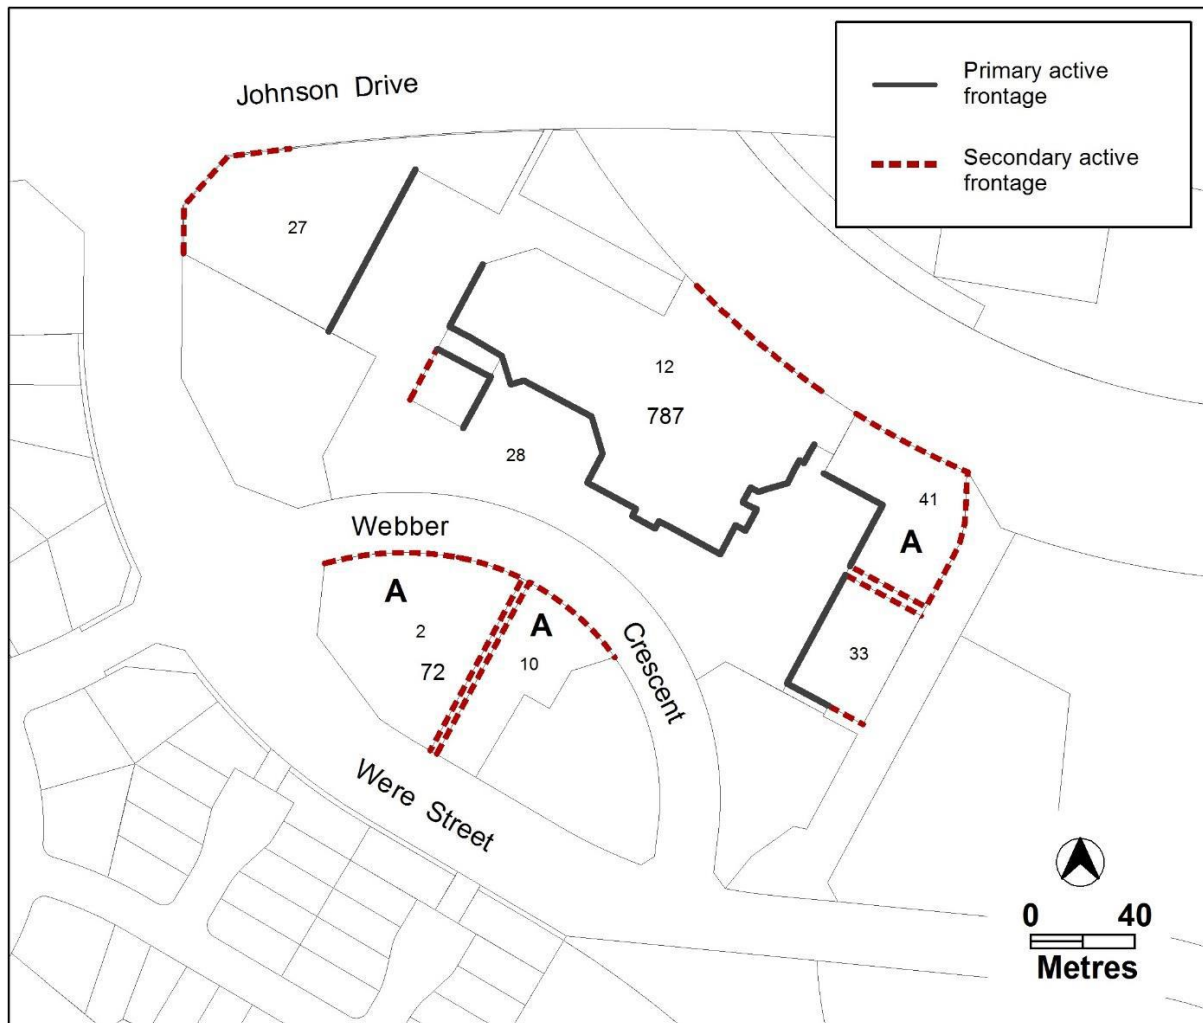 Johnson Drive
Primary active
frontage
Secondary active
frontage
27
12
787
28
41
A
Webber
A
A
2
10
72
Crescent
33
Were Street
0 40
Metres